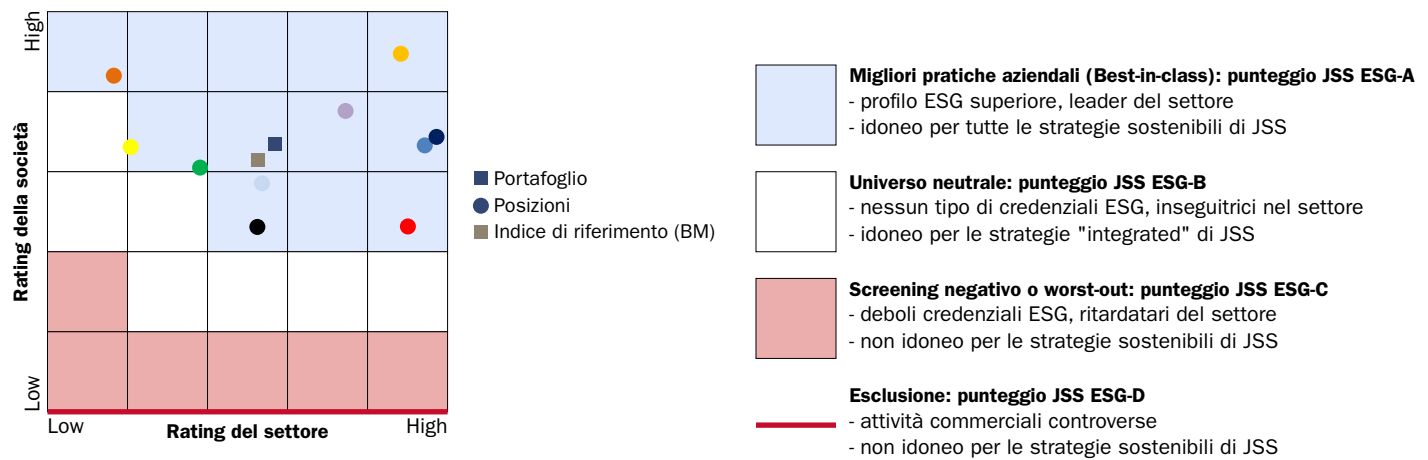 High
Rating della società
Low
Low
Rating del settore
High
Portafoglio
Posizioni
Indice di riferimento (BM)
Migliori pratiche aziendali (Best-in-class): punteggio JSS ESG-A
- profilo ESG superiore, leader del settore
- idoneo per tutte le strategie sostenibili di JSS
Universo neutrale: punteggio JSS ESG-B
- nessun tipo di credenziali ESG, inseguitrici nel settore
- idoneo per le strategie "integrated" di JSS
Screening negativo o worst-out: punteggio JSS ESG-C
- deboli credenziali ESG, ritardatari del settore
- non idoneo per le strategie sostenibili di JSS
Esclusione: punteggio JSS ESG-D
- attività commerciali controverse
- non idoneo per le strategie sostenibili di JSS